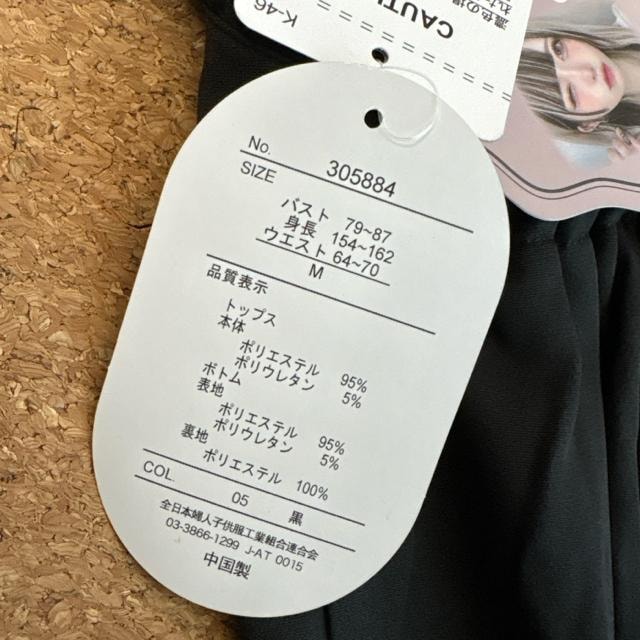 K-46
CAUTI
No. 305884
SIZE
バスト 79~87
身長 154~162
ウエスト 64~70
M
品質表示
トップス
本体
ポリエステル 95%
ポリウレタン 5%
ボトム
表地
ポリエステル 95%
ポリウレタン 5%
裏地
ポリエステル 100%
COL. 05 黒
全日本婦人子供服工業組合連合会
03-3866-1299 J-AT 0015
中国製